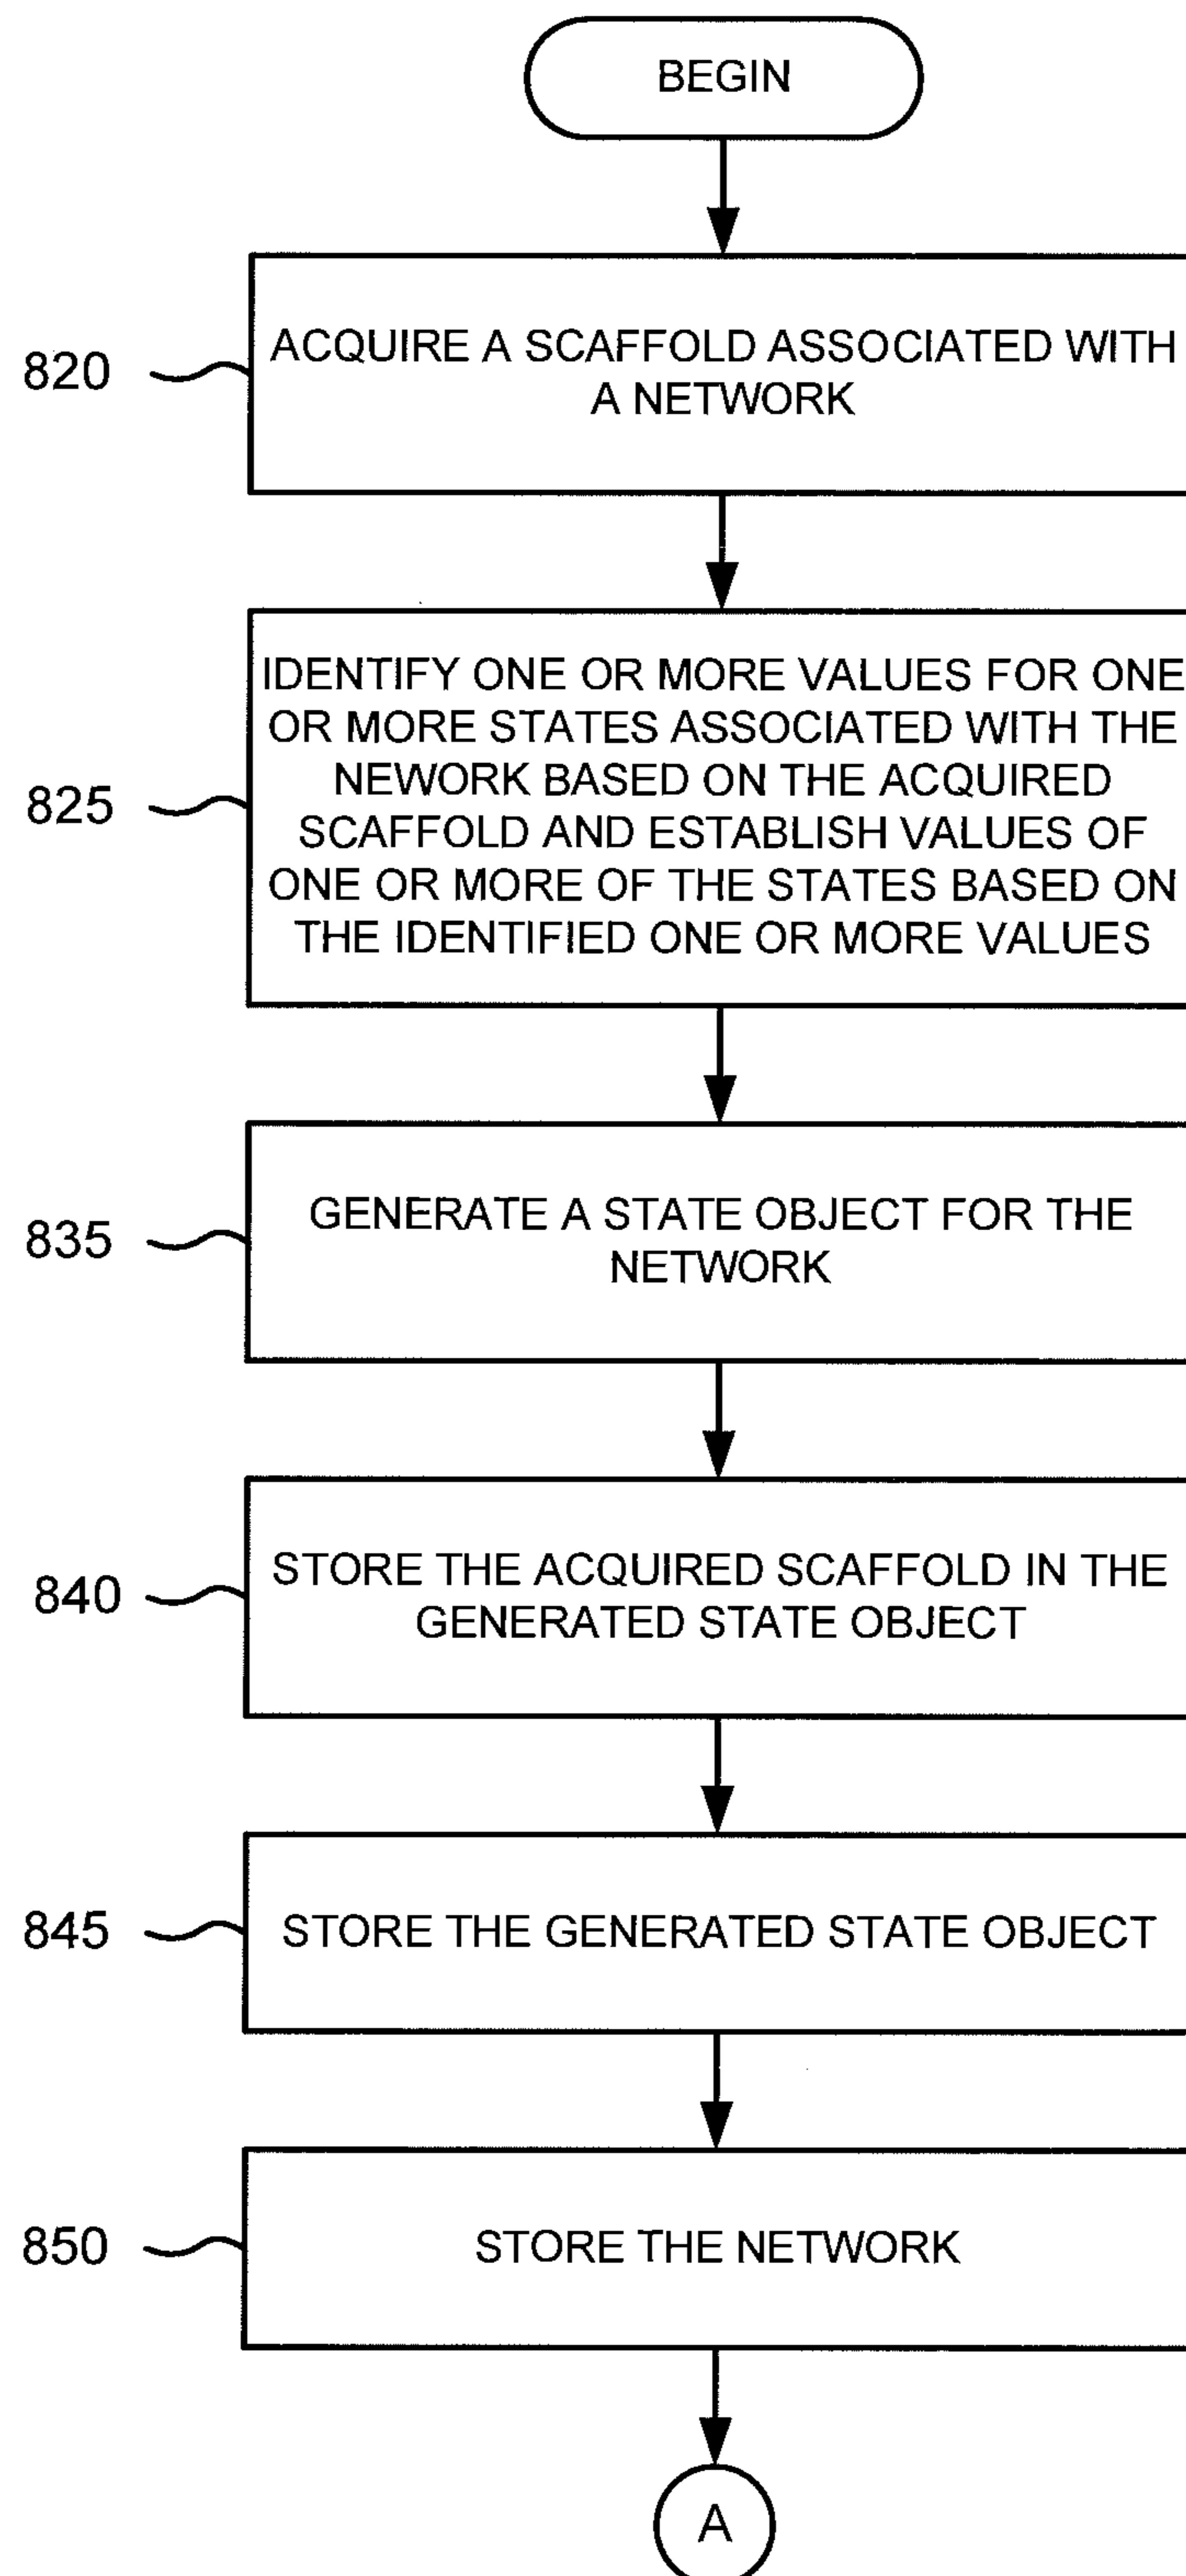 BEGIN
820
ACQUIRE A SCAFFOLD ASSOCIATED WITH
A NETWORK
825
IDENTIFY ONE OR MORE VALUES FOR ONE
OR MORE STATES ASSOCIATED WITH THE
NEWORK BASED ON THE ACQUIRED
SCAFFOLD AND ESTABLISH VALUES OF
ONE OR MORE OF THE STATES BASED ON
THE IDENTIFIED ONE OR MORE VALUES
835
GENERATE A STATE OBJECT FOR THE
NETWORK
840
STORE THE ACQUIRED SCAFFOLD IN THE
GENERATED STATE OBJECT
845
STORE THE GENERATED STATE OBJECT
850
STORE THE NETWORK
A